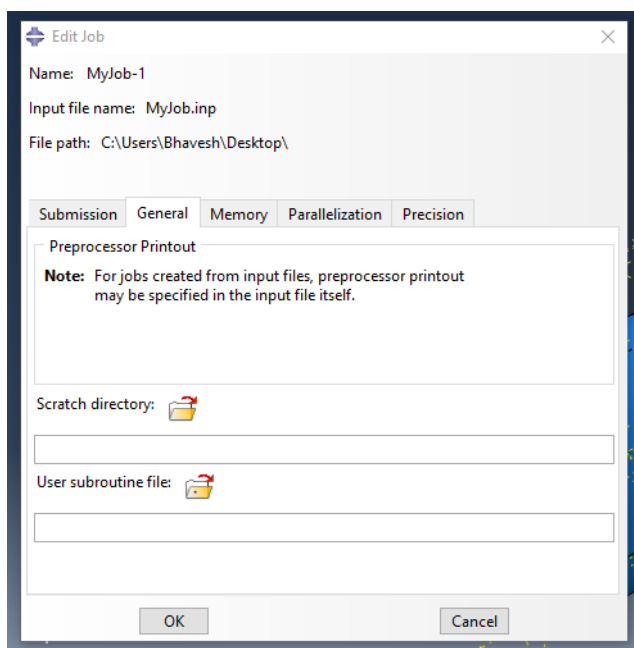 Edit Job
Name: MyJob-1
Input file name: MyJob.inp
File path: C:\Users\Bhavesh\Desktop\
Submission General Memory Parallelization Precision
Preprocessor Printout
Note: For jobs created from input files, preprocessor printout
may be specified in the input file itself.
Scratch directory:
User subroutine file:
OK Cancel